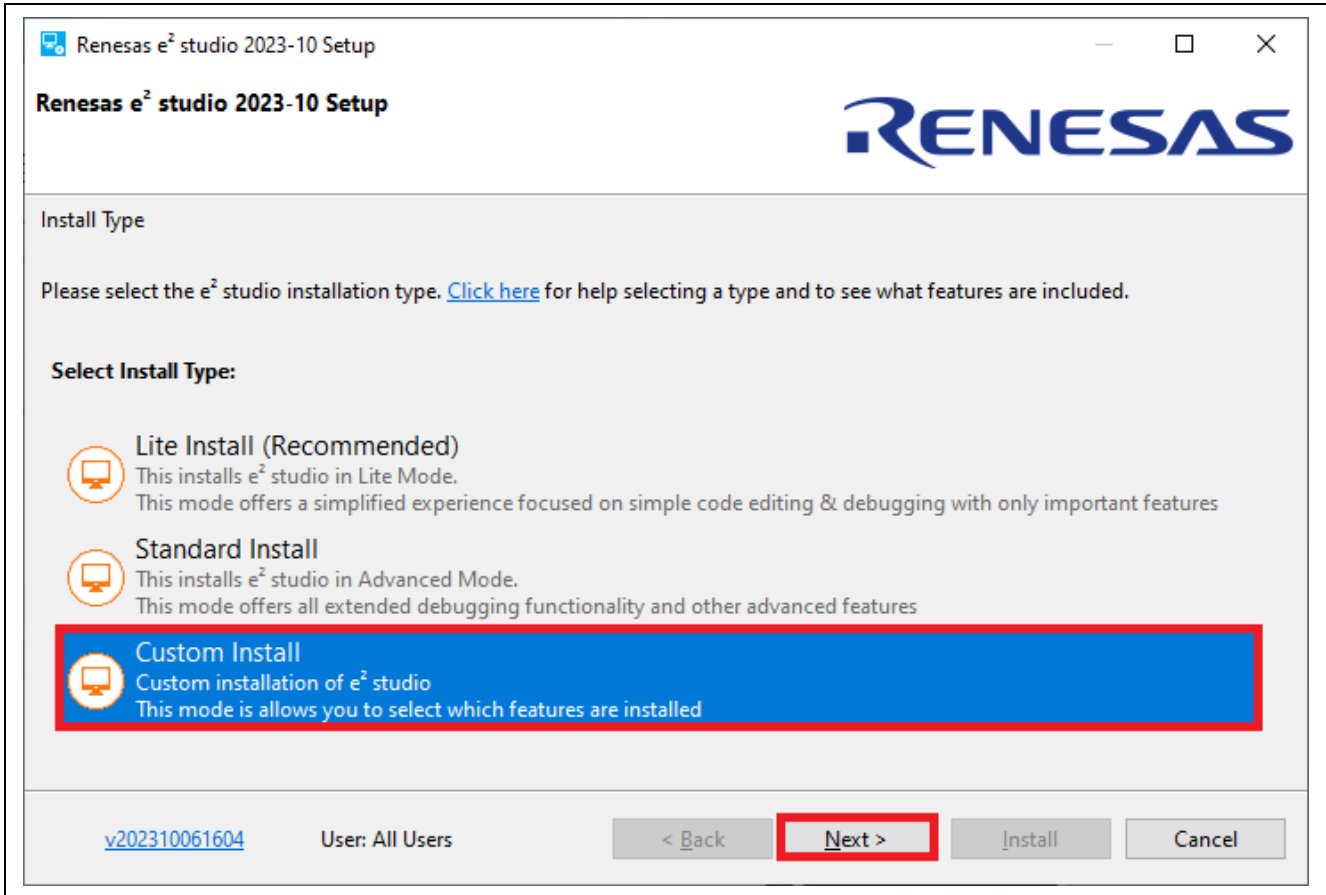 Renesas e² studio 2023-10 Setup
Renesas e² studio 2023-10 Setup
RENESAS
Install Type
Please select the e² studio installation type. Click here for help selecting a type and to see what features are included.
Select Install Type:
Lite Install (Recommended)
This installs e² studio in Lite Mode.
This mode offers a simplified experience focused on simple code editing & debugging with only important features
Standard Install
This installs e² studio in Advanced Mode.
This mode offers all extended debugging functionality and other advanced features
Custom Install
Custom installation of e² studio
This mode is allows you to select which features are installed
v202310061604 User: All Users < Back Next > Install Cancel